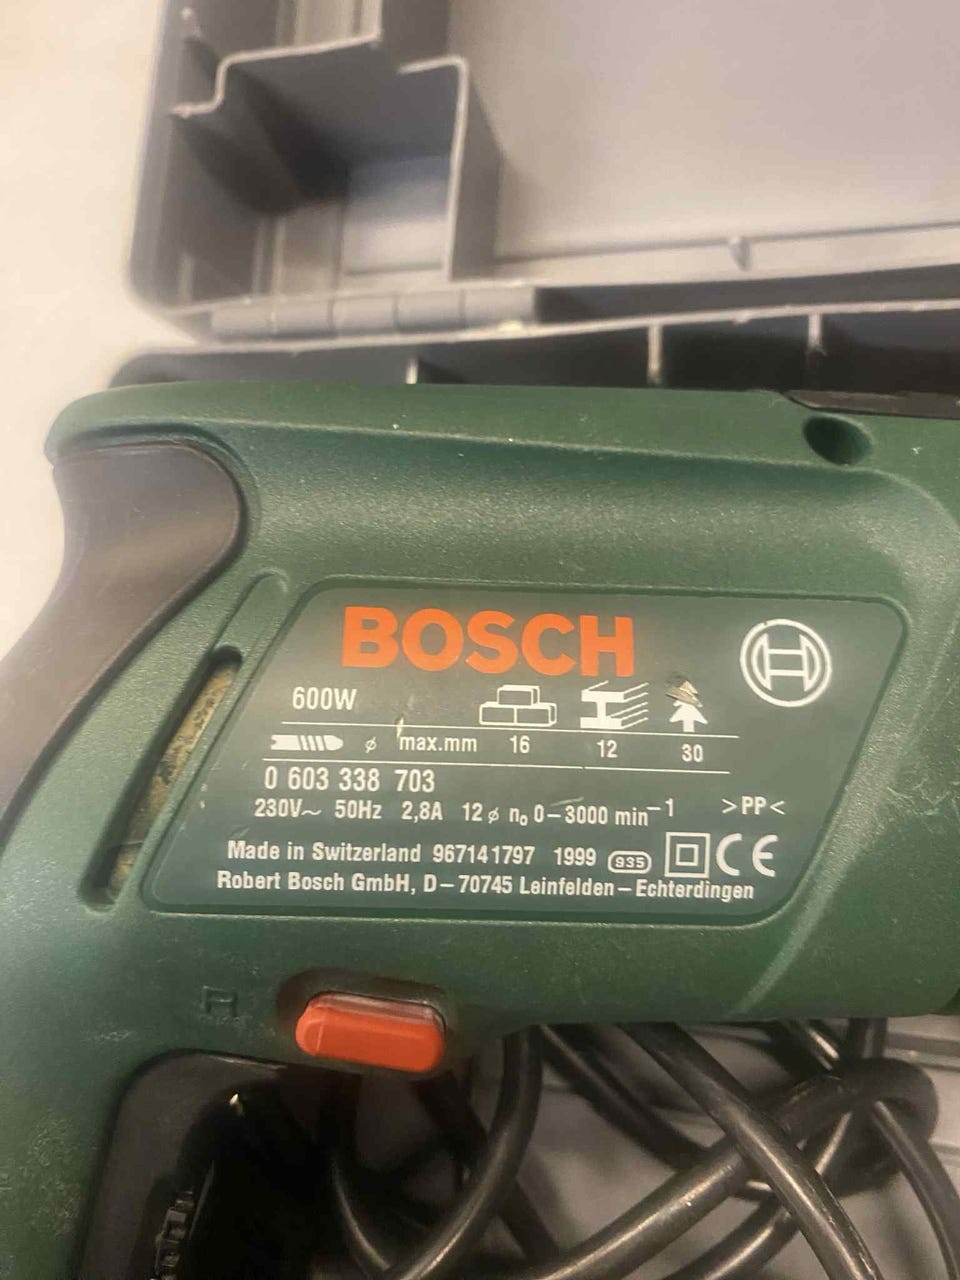 BOSCH
600W
ø max.mm 16 12 30
0 603 338 703
230V~ 50Hz 2,8A 12 ø n₀ 0–3000 min⁻¹ >PP<
Made in Switzerland 967141797 1999 935 CE
Robert Bosch GmbH, D–70745 Leinfelden–Echterdingen